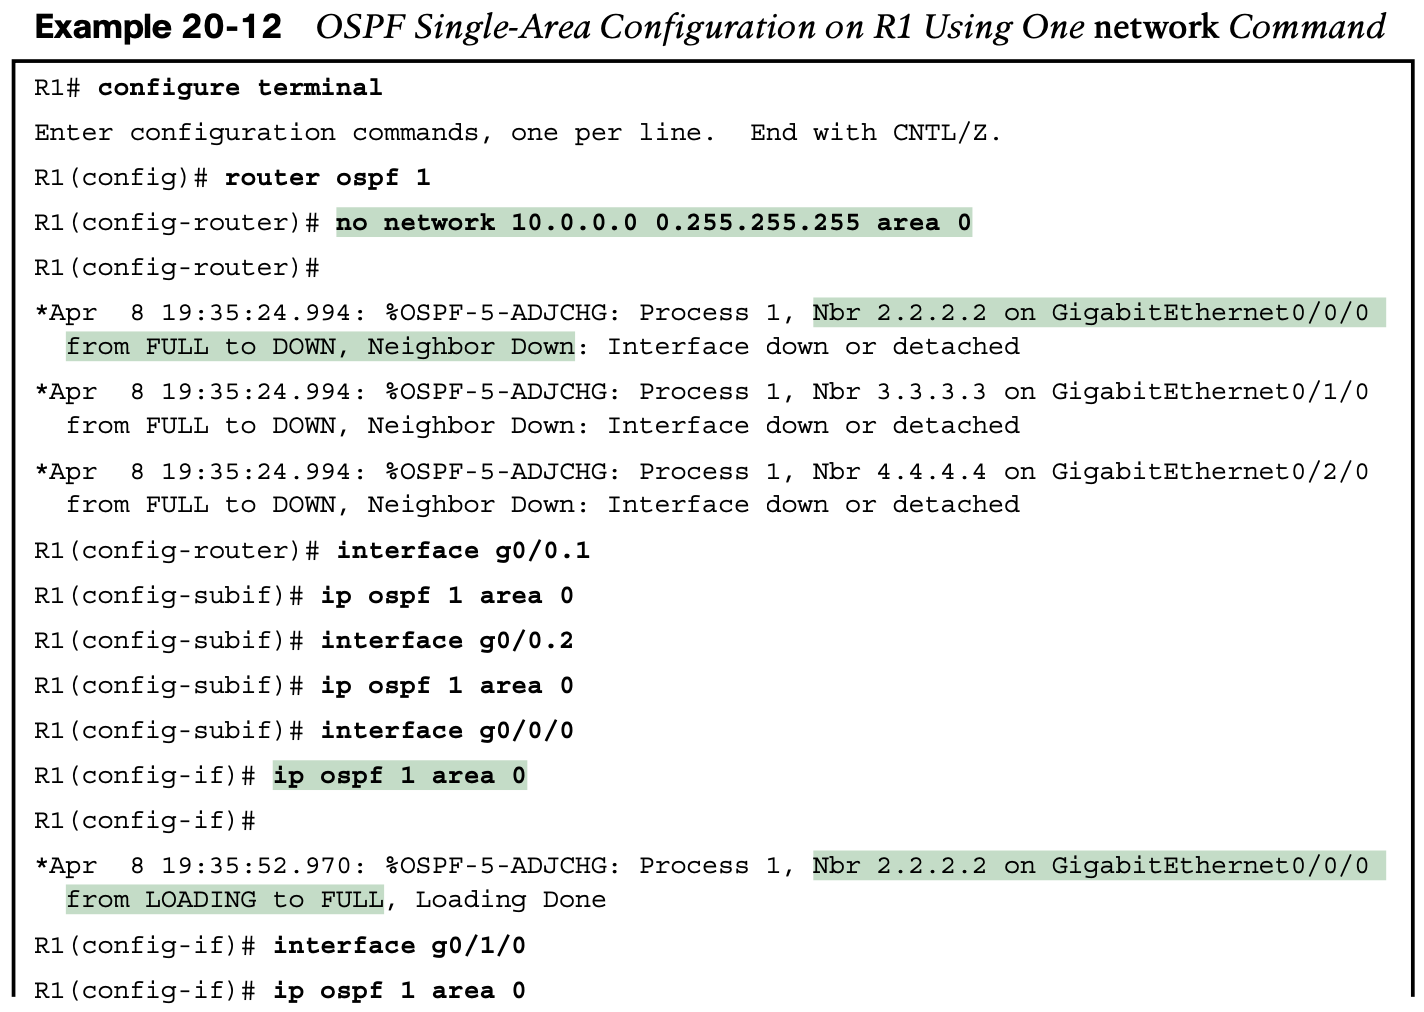 Example 20-12 OSPF Single-Area Configuration on R1 Using One network Command
R1# configure terminal
Enter configuration commands, one per line.  End with CNTL/Z.
R1(config)# router ospf 1
R1(config-router)# no network 10.0.0.0 0.255.255.255 area 0
R1(config-router)#
*Apr  8 19:35:24.994: %OSPF-5-ADJCHG: Process 1, Nbr 2.2.2.2 on GigabitEthernet0/0/0
from FULL to DOWN, Neighbor Down: Interface down or detached
*Apr  8 19:35:24.994: %OSPF-5-ADJCHG: Process 1, Nbr 3.3.3.3 on GigabitEthernet0/1/0
from FULL to DOWN, Neighbor Down: Interface down or detached
*Apr  8 19:35:24.994: %OSPF-5-ADJCHG: Process 1, Nbr 4.4.4.4 on GigabitEthernet0/2/0
from FULL to DOWN, Neighbor Down: Interface down or detached
R1(config-router)# interface g0/0.1
R1(config-subif)# ip ospf 1 area 0
R1(config-subif)# interface g0/0.2
R1(config-subif)# ip ospf 1 area 0
R1(config-subif)# interface g0/0/0
R1(config-if)# ip ospf 1 area 0
R1(config-if)#
*Apr  8 19:35:52.970: %OSPF-5-ADJCHG: Process 1, Nbr 2.2.2.2 on GigabitEthernet0/0/0
from LOADING to FULL, Loading Done
R1(config-if)# interface g0/1/0
R1(config-if)# ip ospf 1 area 0